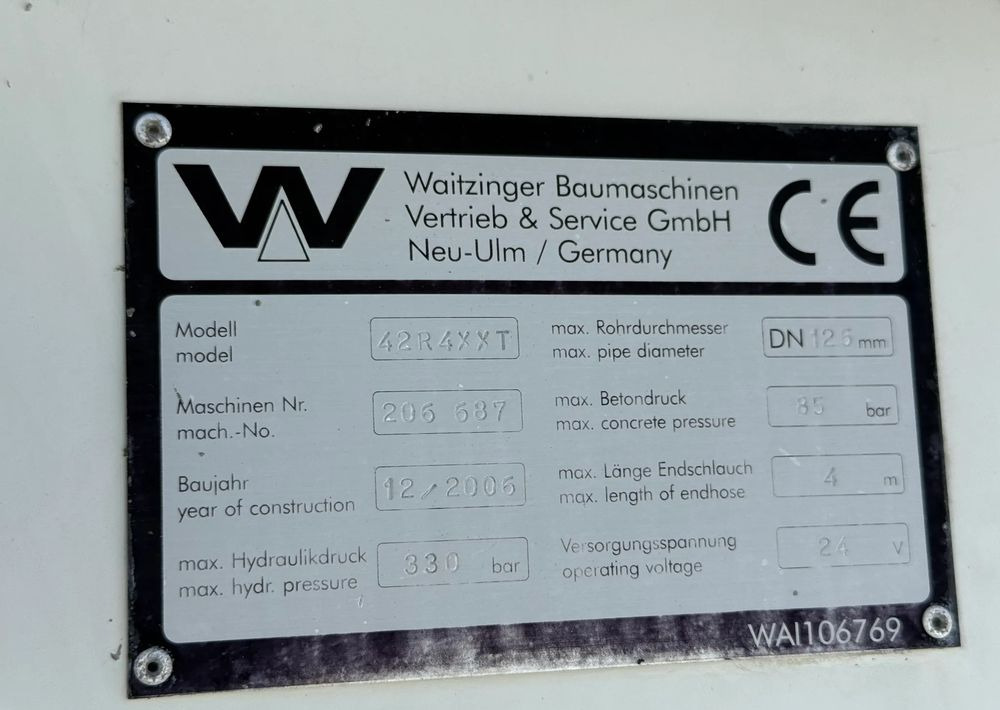 W
Waitzinger Baumaschinen
Vertrieb & Service GmbH
Neu-Ulm / Germany
CE
Modell
model
42R4XXT
Maschinen Nr.
mach.-No.
206 687
Baujahr
year of construction
12/2006
max. Hydraulikdruck
max. hydr. pressure
330 bar
max. Rohrdurchmesser
max. pipe diameter
DN 125 mm
max. Betondruck
max. concrete pressure
85 bar
max. Länge Endschlauch
max. length of endhose
4 m
Versorgungsspannung
operating voltage
24 V
WAI106769